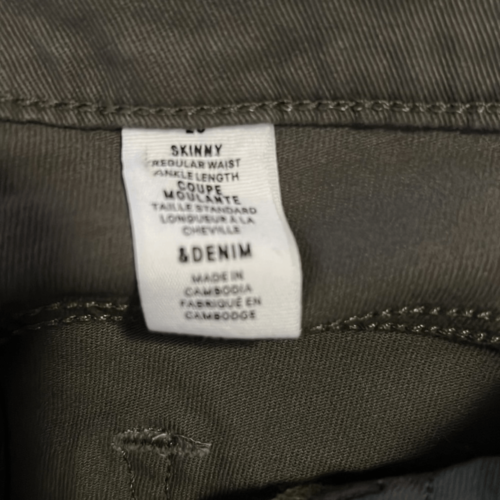 SKINNY
REGULAR WAIST
ANKLE LENGTH
COUPE
MOULANTE
TAILLE STANDARD
LONGUEUR À LA
CHEVILLE
&DENIM
MADE IN
CAMBODIA
FABRIQUÉ EN
CAMBODGE